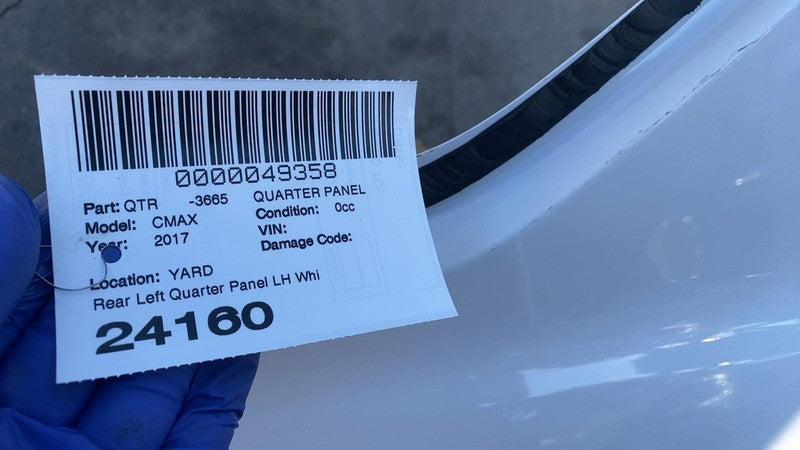 0000049358
Part: QTR -3665 QUARTER PANEL
Model: CMAX Condition: 0cc
Year: 2017 VIN:
Damage Code:
Location: YARD
Rear Left Quarter Panel LH Whi
24160